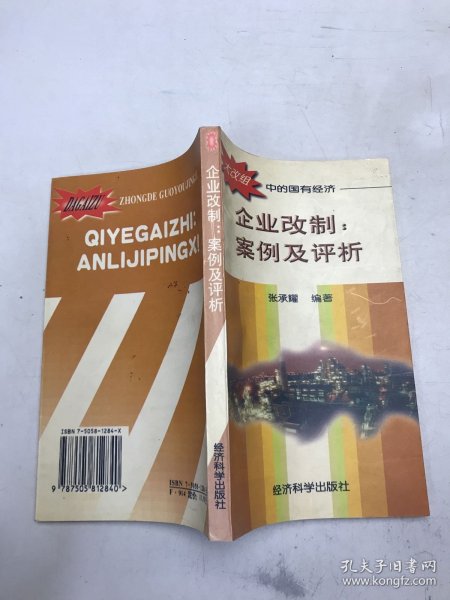 DAGAIZU
ZHONGDE GUOYOUJINGJ
QIYEGAIZHI:
ANLIJIPINGXI
ISBN 7-5058-1284-X
9 787505 812840 >
企业改制：案例及评析
经济科学出版社
大改组
中的国有经济
企业改制：
案例及评析
张承耀 编著
经济科学出版社
孔夫子旧书网
www.kongfz.com